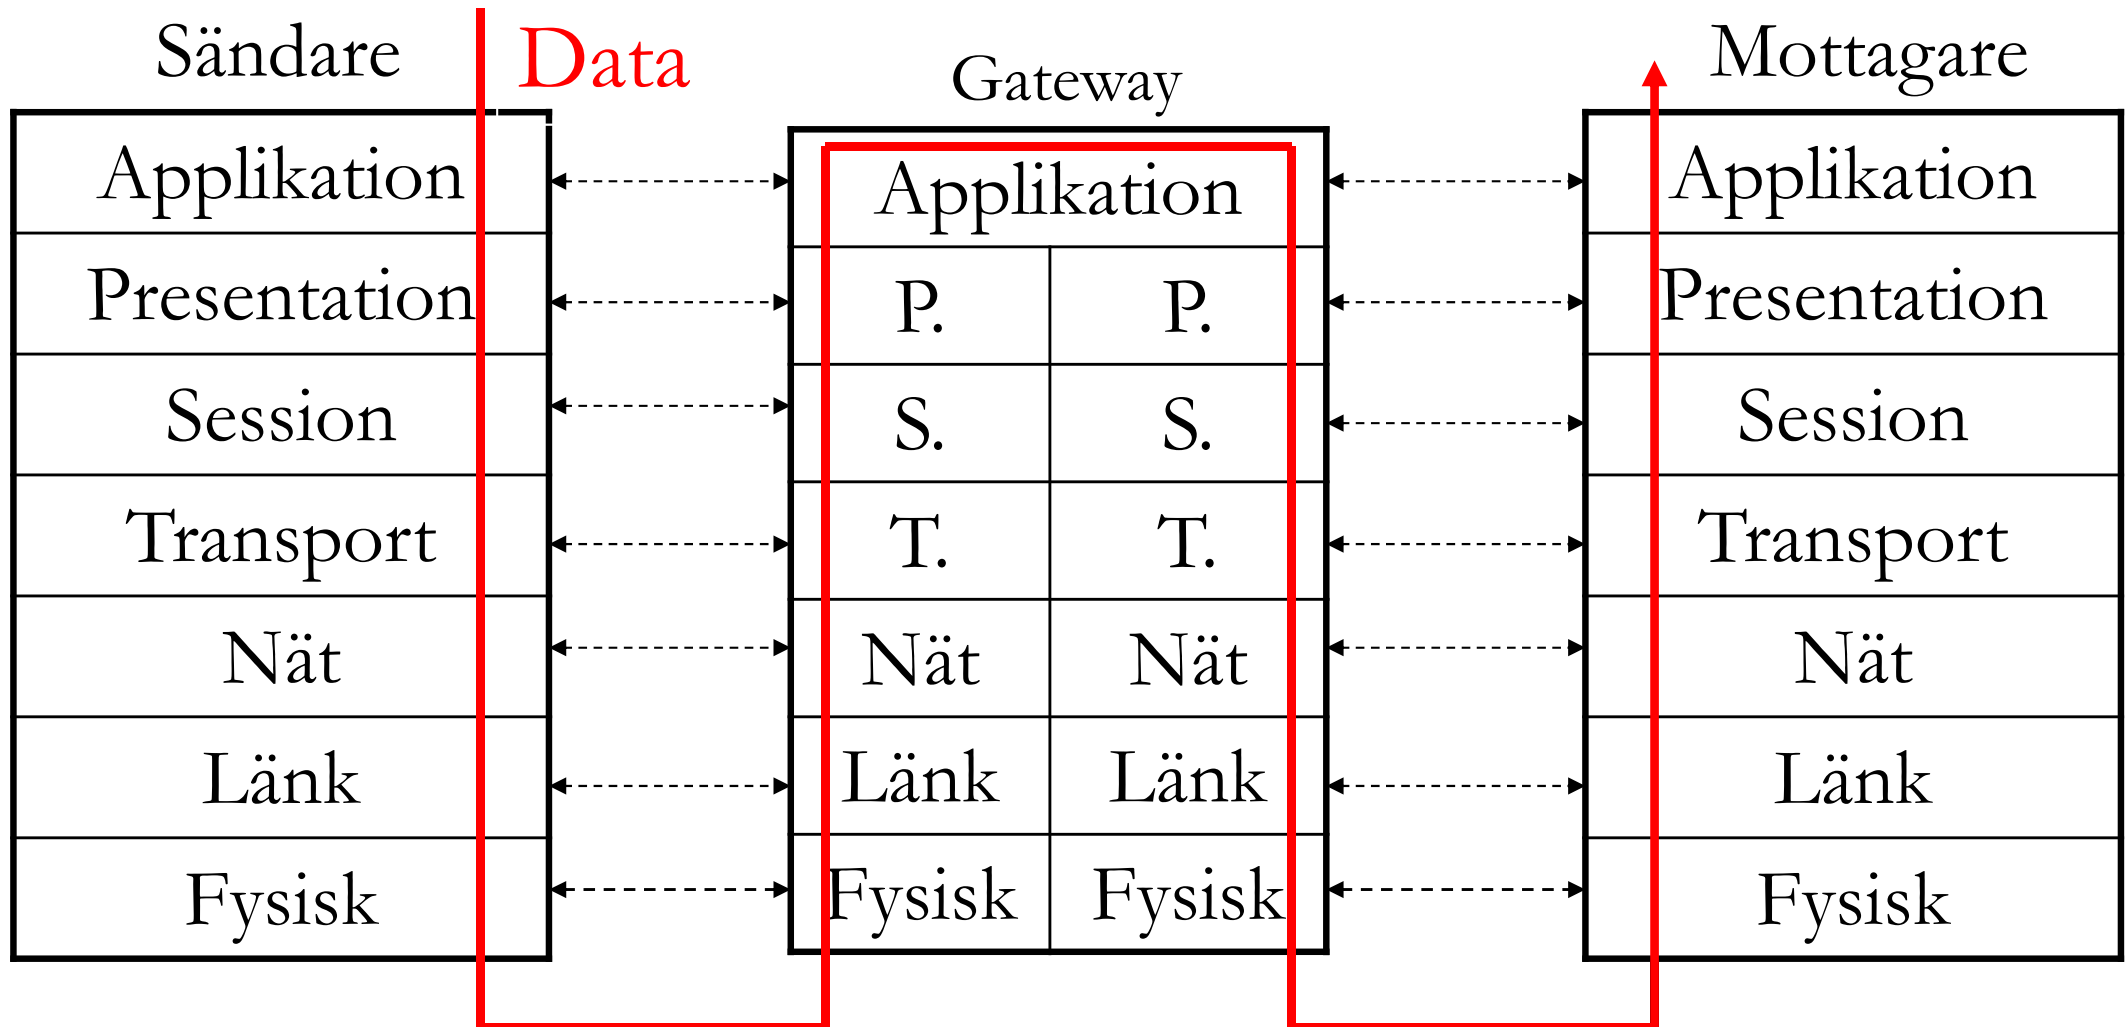 Sändare
Data
Gateway
Mottagare
Applikation
Applikation
Applikation
Presentation
P.
P.
Presentation
Session
S.
S.
Session
Transport
T.
T.
Transport
Nät
Nät
Nät
Nät
Länk
Länk
Länk
Länk
Fysisk
Fysisk
Fysisk
Fysisk